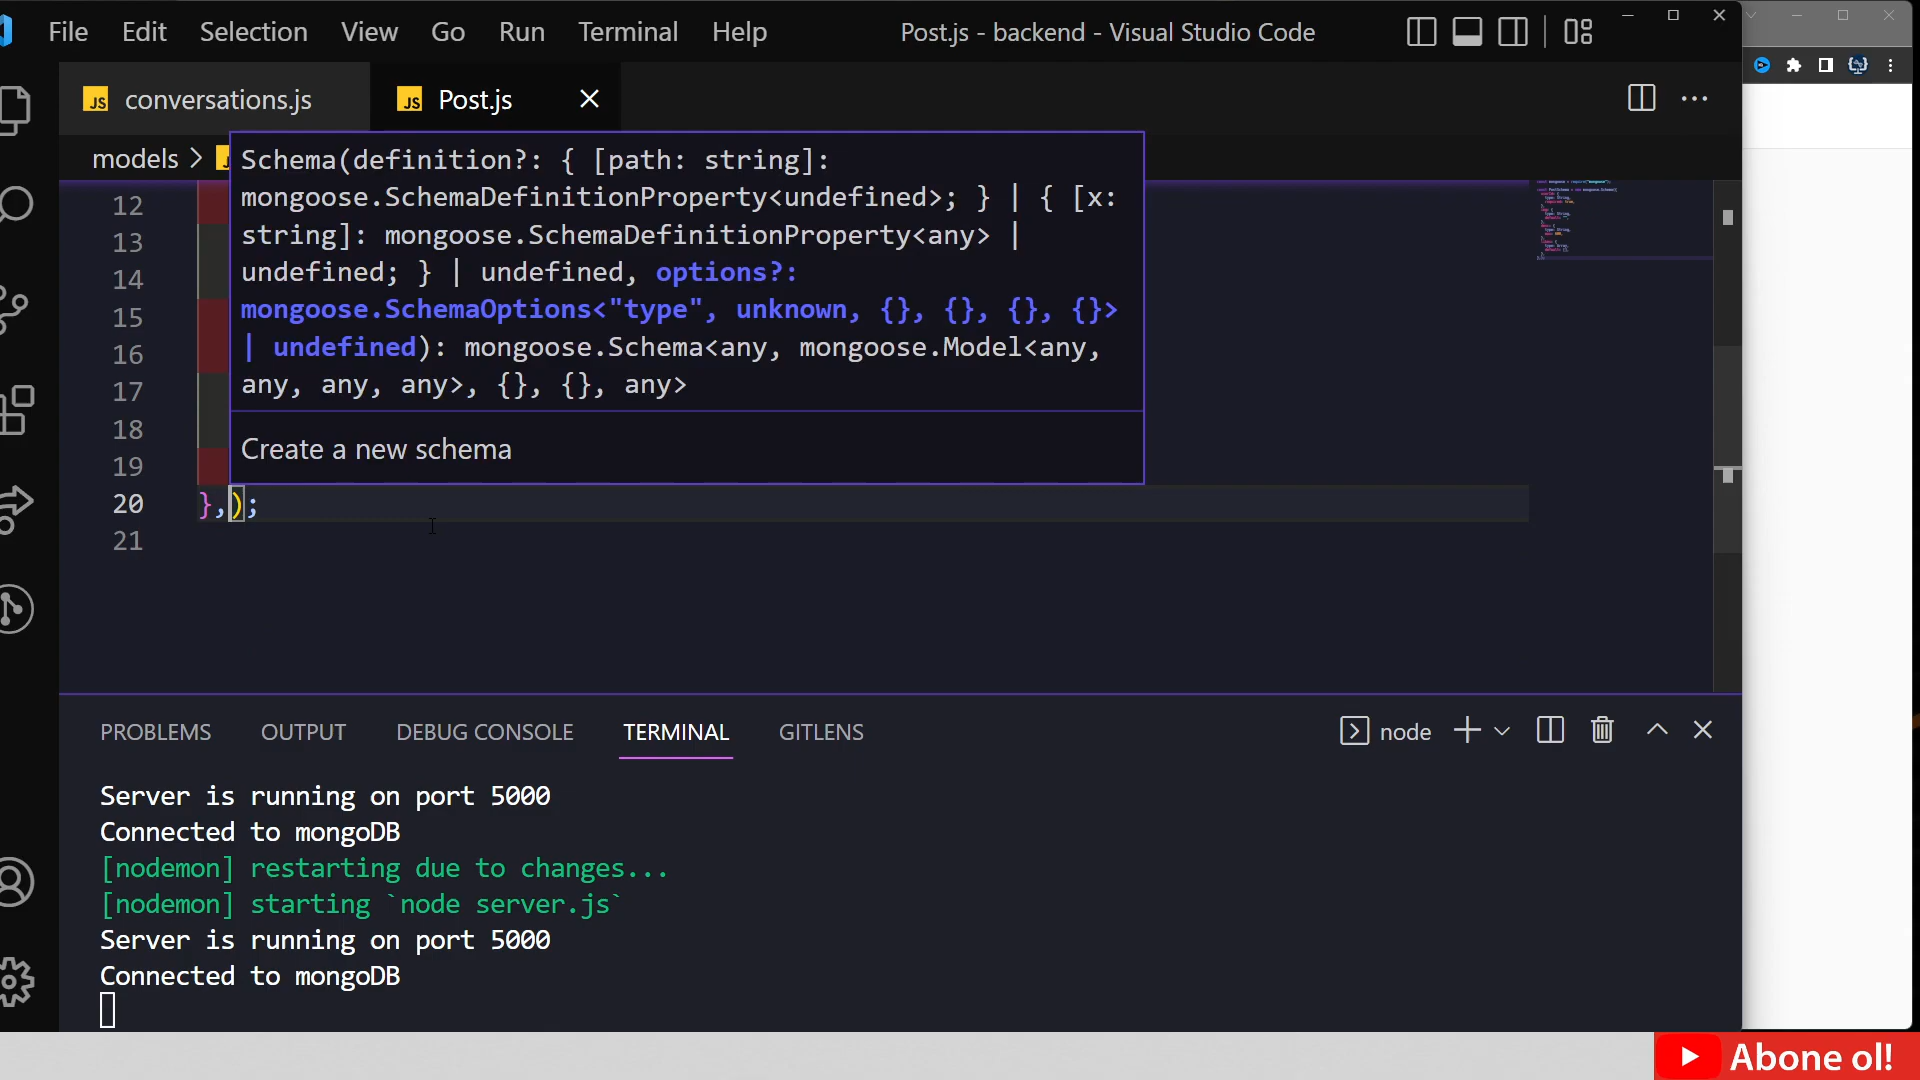 File Edit Selection View Go Run Terminal Help Post.js - backend - Visual Studio Code
JS conversations.js JS Post.js
models >
Schema(definition?: { [path: string]:
mongoose.SchemaDefinitionProperty<undefined>; } | { [x:
string]: mongoose.SchemaDefinitionProperty<any> |
undefined; } | undefined, options?:
mongoose.SchemaOptions<"type", unknown, {}, {}, {}, {}>
| undefined): mongoose.Schema<any, mongoose.Model<any,
any, any, any>, {}, {}, any>
Create a new schema
12
13
14
15
16
17
18
19
20 },);
21
PROBLEMS OUTPUT DEBUG CONSOLE TERMINAL GITLENS node
Server is running on port 5000
Connected to mongoDB
[nodemon] restarting due to changes...
[nodemon] starting `node server.js`
Server is running on port 5000
Connected to mongoDB
Abone ol!